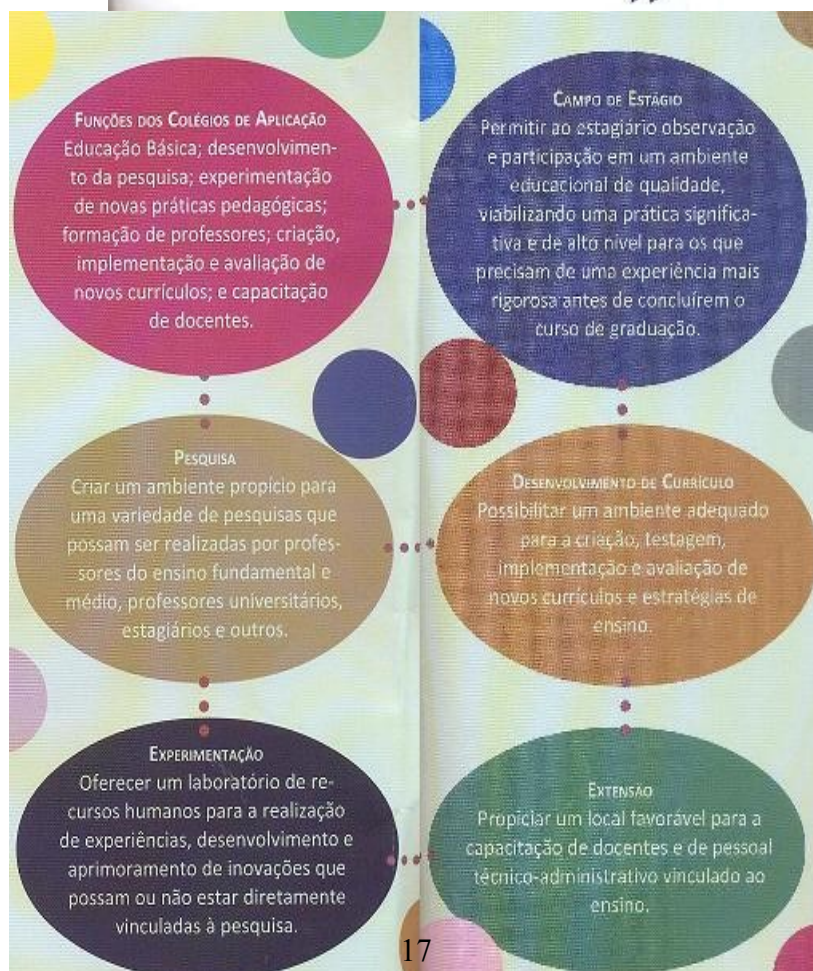 FUNÇÕES DOS COLÉGIOS DE APLICAÇÃO
Educação Básica; desenvolvimen-
to da pesquisa; experimentação
de novas práticas pedagógicas;
formação de professores; criação,
implementação e avaliação de
novos currículos; e capacitação
de docentes.
CAMPO DE ESTÁGIO
Permitir ao estagiário observação
e participação em um ambiente
educacional de qualidade,
viabilizando uma prática significa-
tiva e de alto nível para os que
precisam de uma experiência mais
rigorosa antes de concluírem o
curso de graduação.
PESQUISA
Criar um ambiente propício para
uma variedade de pesquisas que
possam ser realizadas por profes-
sores do ensino fundamental e
médio, professores universitários,
estagiários e outros.
DESENVOLVIMENTO DE CURRÍCULO
Possibilitar um ambiente adequado
para a criação, testagem,
implementação e avaliação de
novos currículos e estratégias de
ensino.
EXPERIMENTAÇÃO
Oferecer um laboratório de re-
cursos humanos para a realização
de experiências, desenvolvimento e
aprimoramento de inovações que
possam ou não estar diretamente
vinculadas à pesquisa.
EXTENSÃO
Propiciar um local favorável para a
capacitação de docentes e de pessoal
técnico-administrativo vinculado ao
ensino.
17